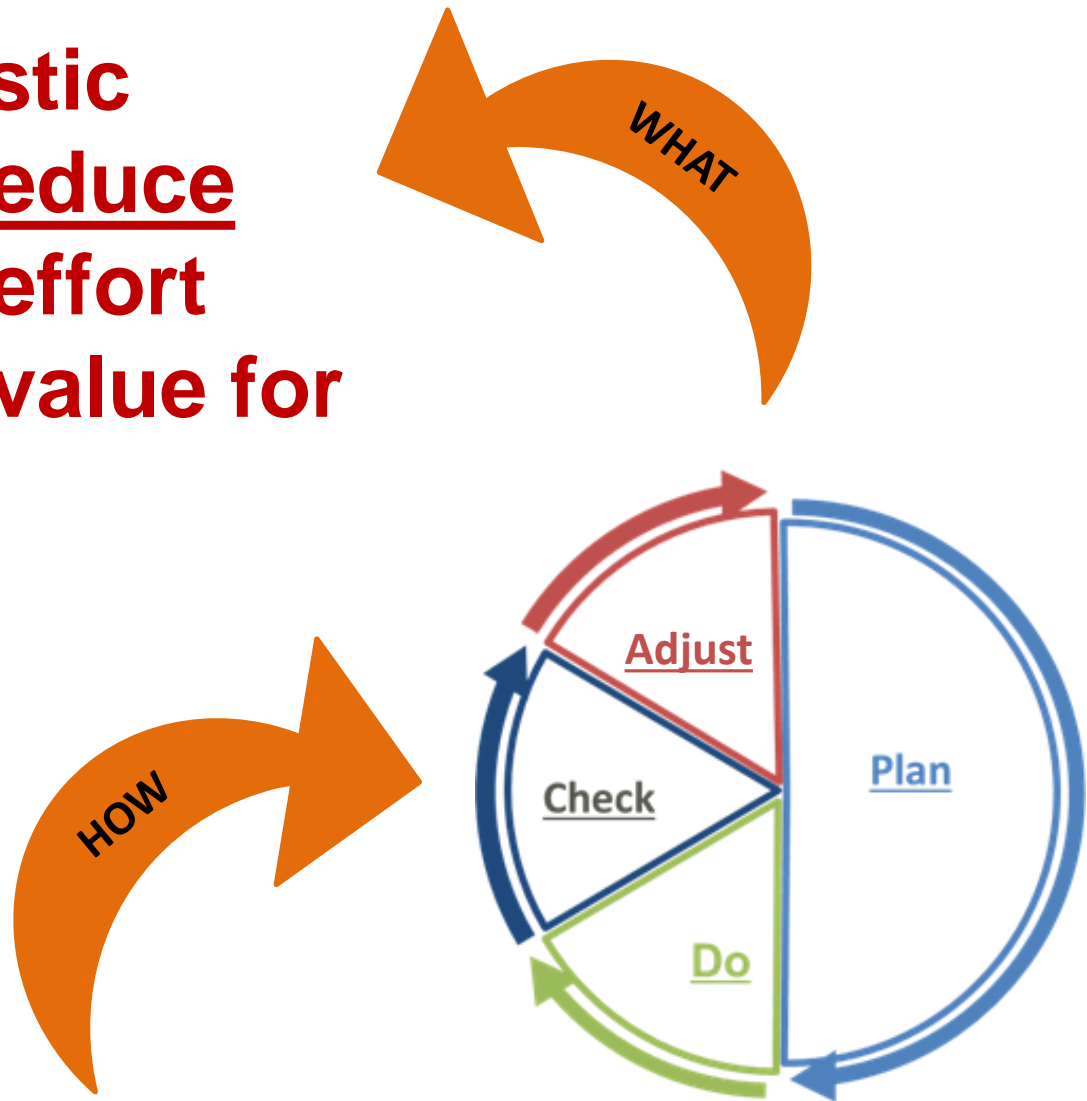 stic
educe
effort
value for
WHAT
Adjust
Plan
Check
HOW
Do